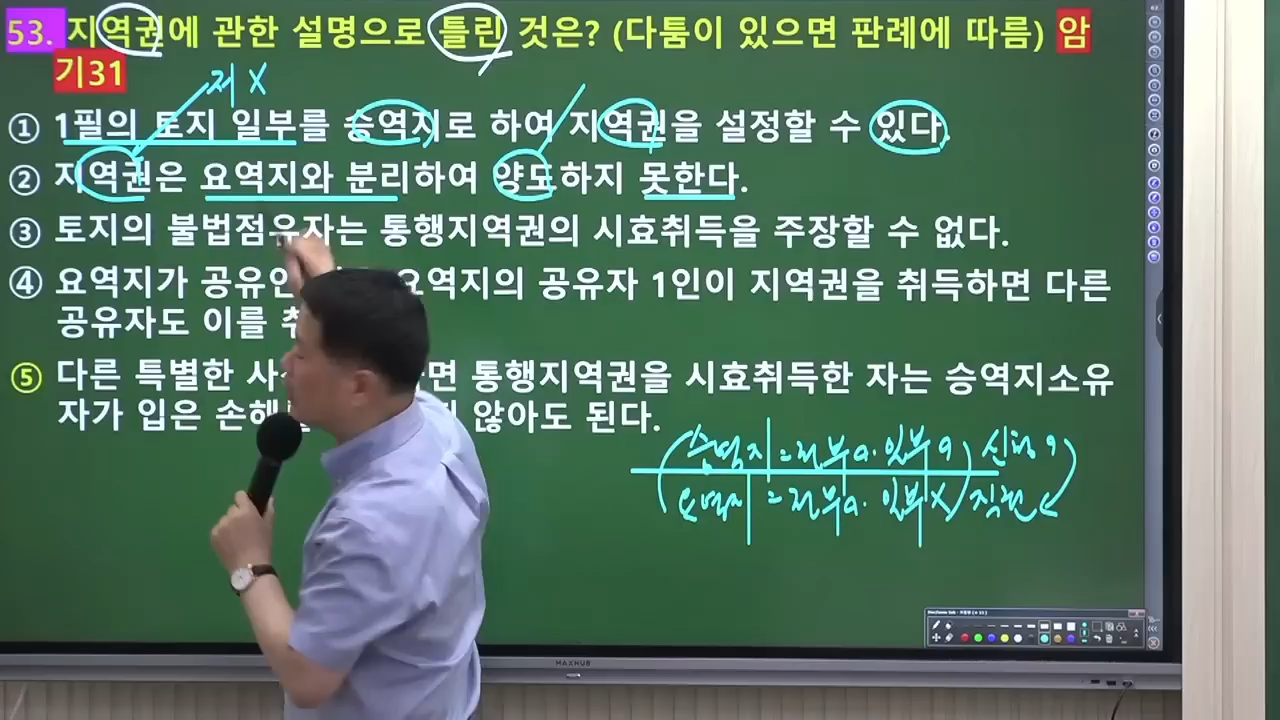 53. 지역권에 관한 설명으로 틀린 것은? (다툼이 있으면 판례에 따름) 암
기31
저 X
① 1필의 토지 일부를 승역지로 하여 지역권을 설정할 수 있다.
② 지역권은 요역지와 분리하여 양도하지 못한다.
③ 토지의 불법점유자는 통행지역권의 시효취득을 주장할 수 없다.
④ 요역지가 공유인 요역지의 공유자 1인이 지역권을 취득하면 다른
공유자도 이를
⑤ 다른 특별한 통행지역권을 시효취득한 자는 승역지소유
자가 입은 않아도 된다.
승역지 = 전부o. 일부o) 신청
요역지 = 전부o. 일부X) 직권
MAXHUB